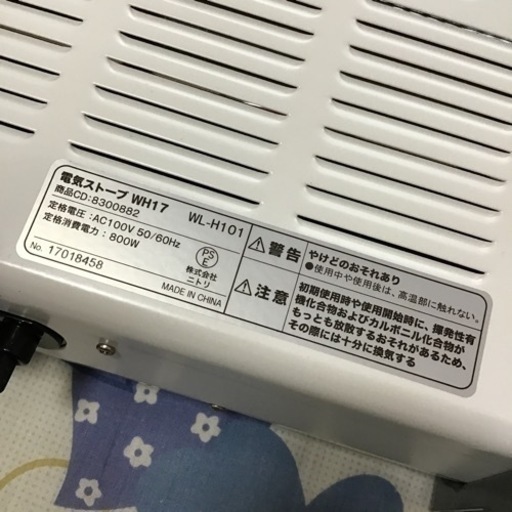 電気ストーブ WH17 WL-H101
商品CD:8300882
定格電圧:AC100V 50/60Hz
定格消費電力:800W
PSE
株式会社
ニトリ
No. 17018458
MADE IN CHINA
警告
やけどのおそれあり
●使用中や使用後は、高温部に触れない。
注意
初期使用時や使用開始時に、揮発性有
機化合物およびカルボニル化合物が
もっとも放散するおそれがあるため、
その際には十分に換気する